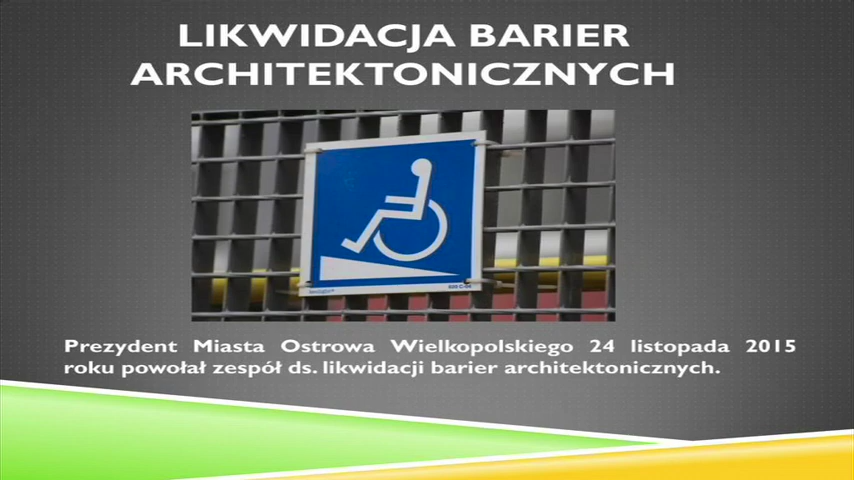 LIKWIDACJA BARIER
ARCHITEKTONICZNYCH
Prezydent Miasta Ostrowa Wielkopolskiego 24 listopada 2015
roku powołał zespół ds. likwidacji barier architektonicznych.